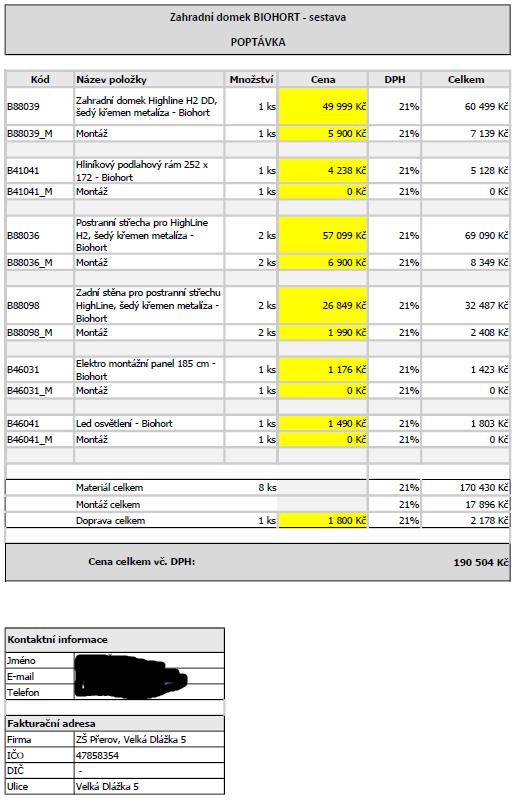 Zahradní domek BIOHORT - sestava
POPTÁVKA
Kód Název položky Množství Cena DPH Celkem
B88039 Zahradní domek Highline H2 DD, šedý křemen metalíza - Biohort 1 ks 49 999 Kč 21% 60 499 Kč
B88039_M Montáž 1 ks 5 900 Kč 21% 7 139 Kč
B41041 Hliníkový podlahový rám 252 x 172 - Biohort 1 ks 4 238 Kč 21% 5 128 Kč
B41041_M Montáž 1 ks 0 Kč 21% 0 Kč
B88036 Postranní střecha pro HighLine H2, šedý křemen metalíza - Biohort 2 ks 57 099 Kč 21% 69 090 Kč
B88036_M Montáž 2 ks 6 900 Kč 21% 8 349 Kč
B88098 Zadní stěna pro postranní střechu HighLine, šedý křemen metalíza - Biohort 2 ks 26 849 Kč 21% 32 487 Kč
B88098_M Montáž 2 ks 1 990 Kč 21% 2 408 Kč
B46031 Elektro montážní panel 185 cm - Biohort 1 ks 1 176 Kč 21% 1 423 Kč
B46031_M Montáž 1 ks 0 Kč 21% 0 Kč
B46041 Led osvětlení - Biohort 1 ks 1 490 Kč 21% 1 803 Kč
B46041_M Montáž 1 ks 0 Kč 21% 0 Kč
Materiál celkem 8 ks 21% 170 430 Kč
Montáž celkem 21% 17 896 Kč
Doprava celkem 1 ks 1 800 Kč 21% 2 178 Kč
Cena celkem vč. DPH: 190 504 Kč
Kontaktní informace
Jméno
E-mail
Telefon
Fakturační adresa
Firma ZŠ Přerov, Velká Dlážka 5
IČO 47858354
DIČ -
Ulice Velká Dlážka 5